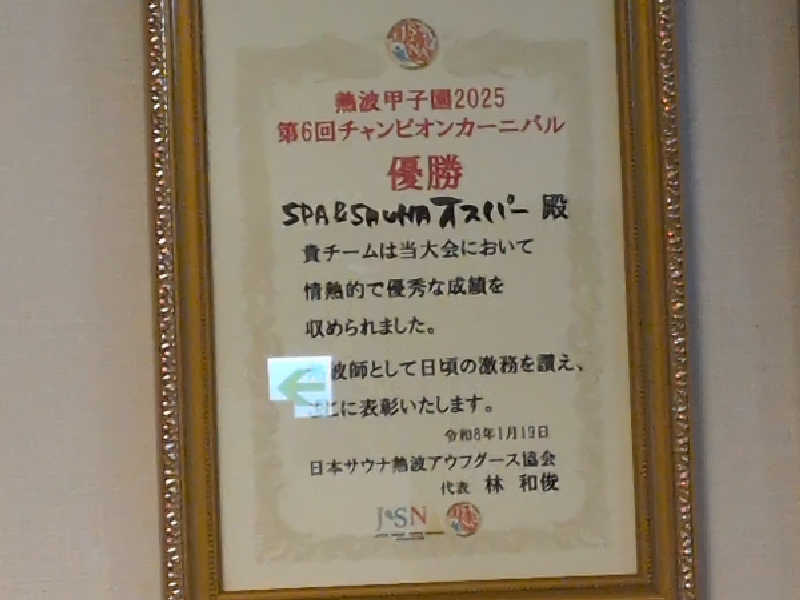 熱波甲子園2025
第6回チャンピオンカーニバル
優勝
SPA&SAUNAオスパー 殿
貴チームは当大会において
情熱的で優秀な成績を
収められました。
波師として日頃の激務を讃え、
ここに表彰いたします。
令和8年1月19日
日本サウナ熱波アウフグース協会
代表 林 和俊
JSN